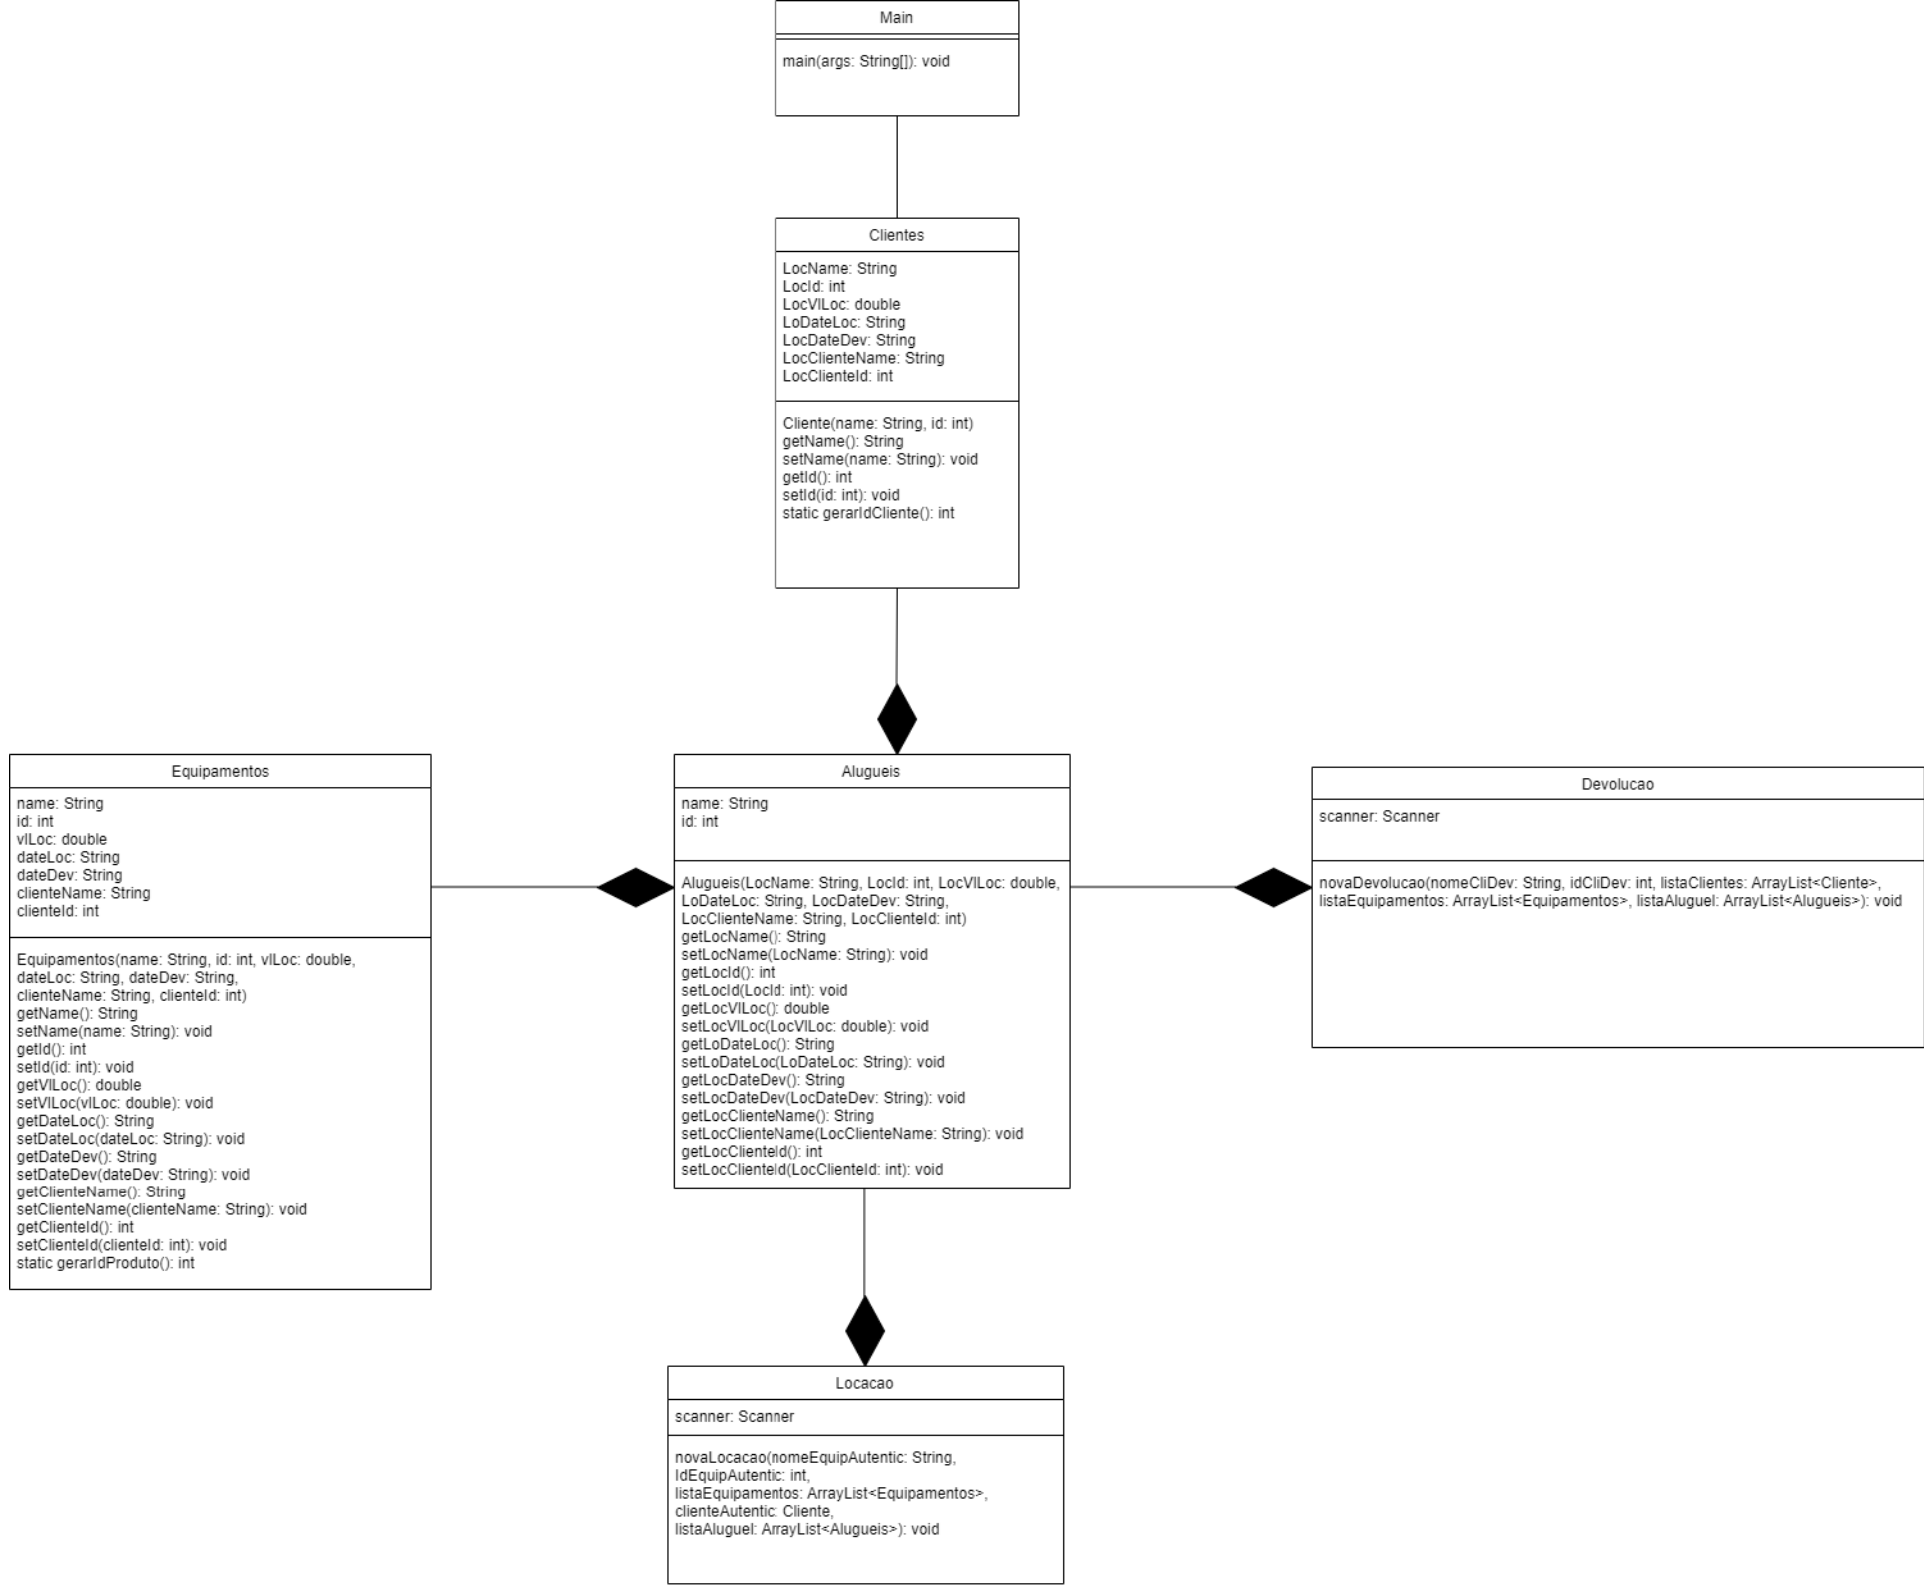 Main
main(args: String[]): void
Clientes
LocName: String
LocId: int
LocVlLoc: double
LoDateLoc: String
LocDateDev: String
LocClienteName: String
LocClienteId: int
Cliente(name: String, id: int)
getName(): String
setName(name: String): void
getId(): int
setId(id: int): void
static gerarIdCliente(): int
Equipamentos
name: String
id: int
vlLoc: double
dateLoc: String
dateDev: String
clienteName: String
clienteId: int
Equipamentos(name: String, id: int, vlLoc: double,
dateLoc: String, dateDev: String,
clienteName: String, clienteId: int)
getName(): String
setName(name: String): void
getId(): int
setId(id: int): void
getVlLoc(): double
setVlLoc(vlLoc: double): void
getDateLoc(): String
setDateLoc(dateLoc: String): void
getDateDev(): String
setDateDev(dateDev: String): void
getClienteName(): String
setClienteName(clienteName: String): void
getClienteId(): int
setClienteId(clienteId: int): void
static gerarIdProduto(): int
Alugueis
name: String
id: int
Alugueis(LocName: String, LocId: int, LocVlLoc: double,
LoDateLoc: String, LocDateDev: String,
LocClienteName: String, LocClienteId: int)
getLocName(): String
setLocName(LocName: String): void
getLocId(): int
setLocId(LocId: int): void
getLocVlLoc(): double
setLocVlLoc(LocVlLoc: double): void
getLoDateLoc(): String
setLoDateLoc(LoDateLoc: String): void
getLocDateDev(): String
setLocDateDev(LocDateDev: String): void
getLocClienteName(): String
setLocClienteName(LocClienteName: String): void
getLocClienteId(): int
setLocClienteId(LocClienteId: int): void
Devolucao
scanner: Scanner
novaDevolucao(nomeCliDev: String, idCliDev: int, listaClientes: ArrayList<Cliente>,
listaEquipamentos: ArrayList<Equipamentos>, listaAluguel: ArrayList<Alugueis>): void
Locacao
scanner: Scanner
novaLocacao(nomeEquipAutentic: String,
IdEquipAutentic: int,
listaEquipamentos: ArrayList<Equipamentos>,
clienteAutentic: Cliente,
listaAluguel: ArrayList<Alugueis>): void